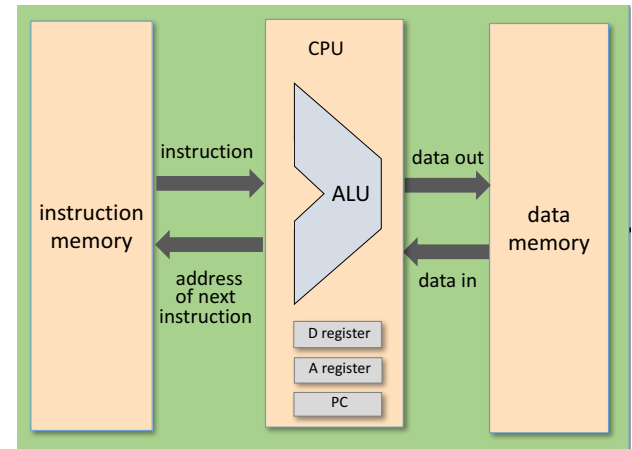 CPU
instruction
data out
ALU
instruction
memory
data
memory
address
of next
instruction
data in
D register
A register
PC